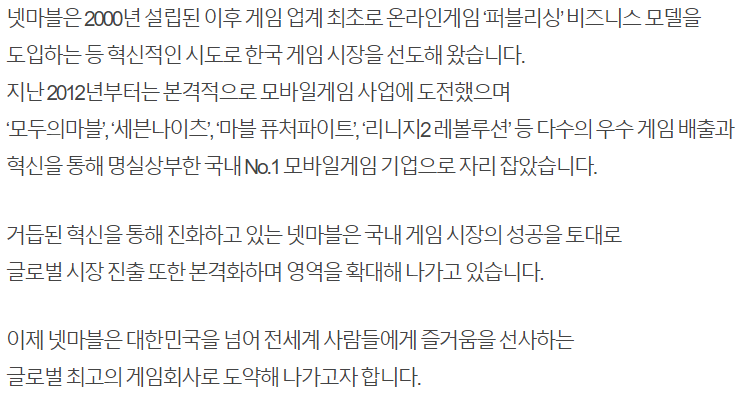 넷마블은 2000년 설립된 이후 게임 업계 최초로 온라인게임 ‘퍼블리싱’ 비즈니스 모델을
도입하는 등 혁신적인 시도로 한국 게임 시장을 선도해 왔습니다.
지난 2012년부터는 본격적으로 모바일게임 사업에 도전했으며
‘모두의마블’, ‘세븐나이츠’, ‘마블 퓨처파이트’, ‘리니지2 레볼루션’ 등 다수의 우수 게임 배출과
혁신을 통해 명실상부한 국내 No.1 모바일게임 기업으로 자리 잡았습니다.
거듭된 혁신을 통해 진화하고 있는 넷마블은 국내 게임 시장의 성공을 토대로
글로벌 시장 진출 또한 본격화하며 영역을 확대해 나가고 있습니다.
이제 넷마블은 대한민국을 넘어 전세계 사람들에게 즐거움을 선사하는
글로벌 최고의 게임회사로 도약해 나가고자 합니다.